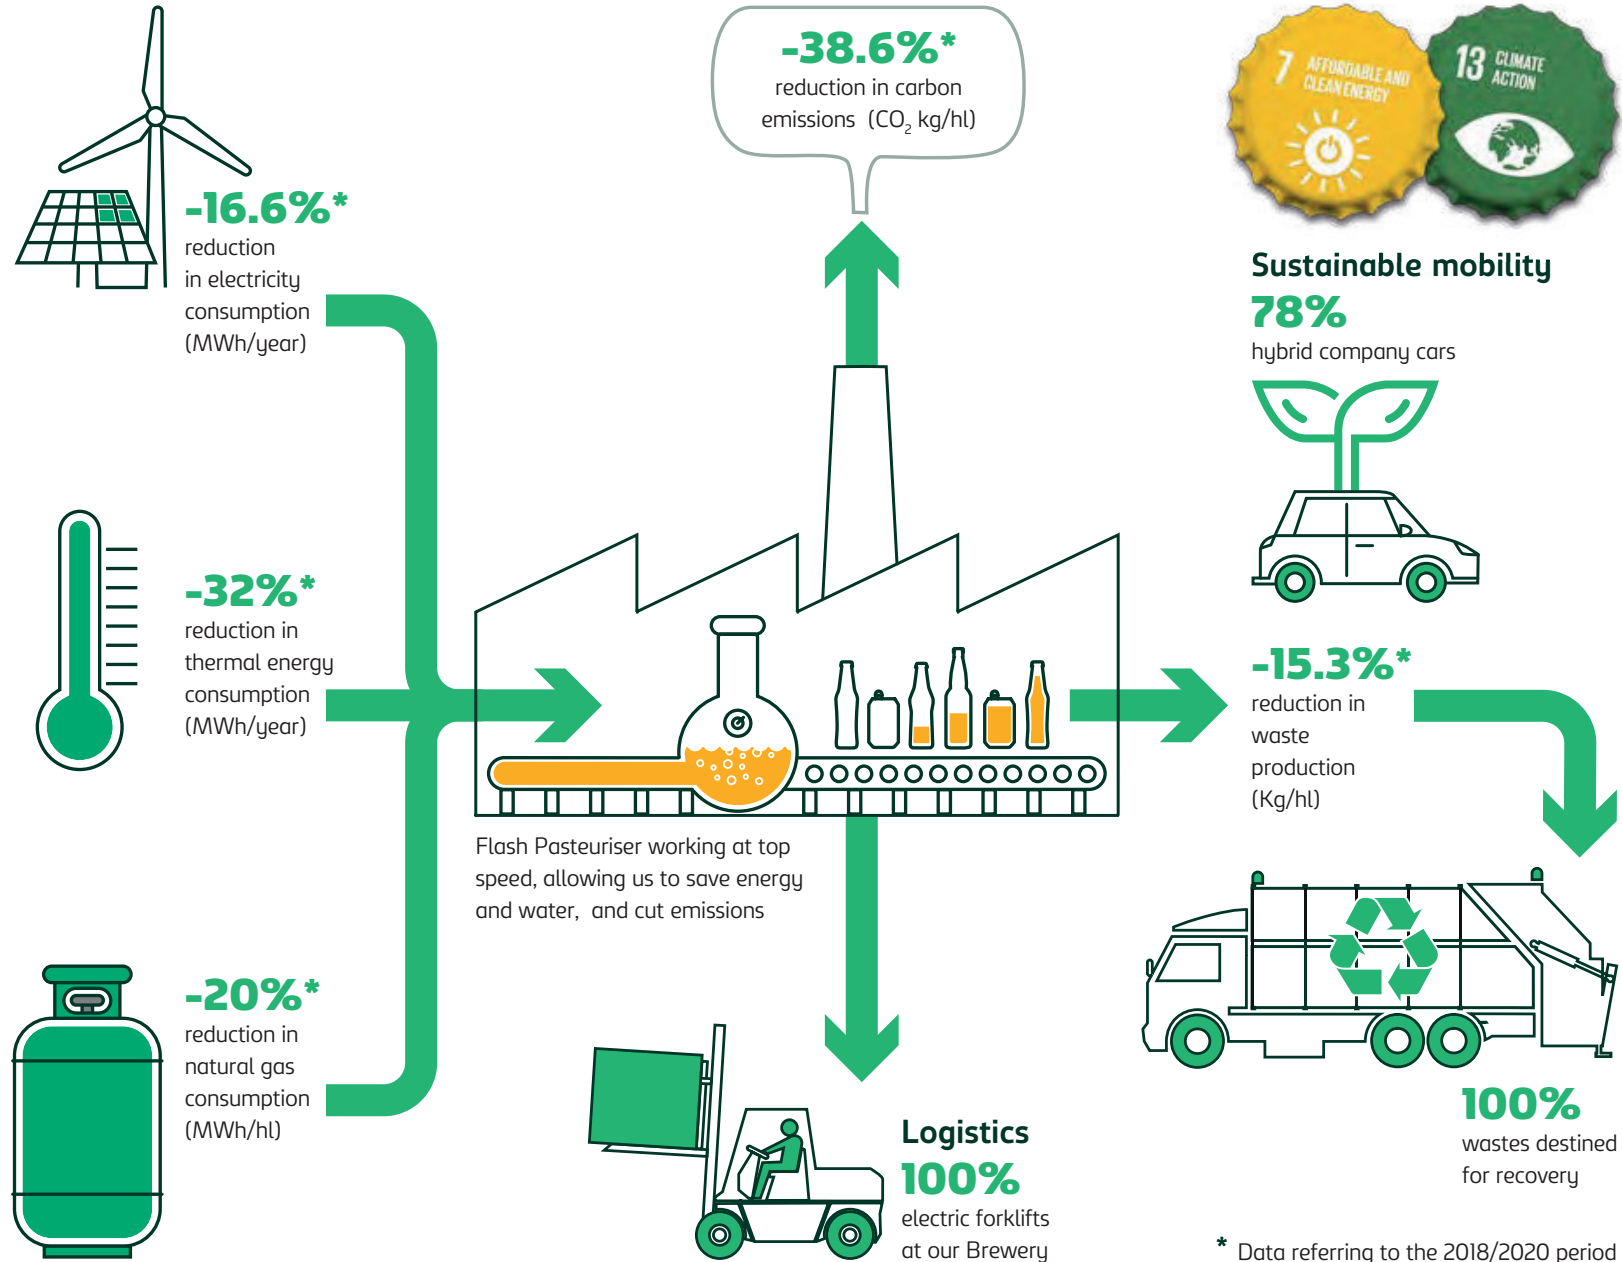 -38.6%*
reduction in carbon
emissions (CO₂ kg/hl)
7 AFFORDABLE AND
CLEAN ENERGY
13 CLIMATE
ACTION
-16.6%*
reduction
in electricity
consumption
(MWh/year)
Sustainable mobility
78%
hybrid company cars
-32%*
reduction in
thermal energy
consumption
(MWh/year)
-15.3%*
reduction in
waste
production
(Kg/hl)
Flash Pasteuriser working at top
speed, allowing us to save energy
and water, and cut emissions
-20%*
reduction in
natural gas
consumption
(MWh/hl)
Logistics
100%
electric forklifts
at our Brewery
100%
wastes destined
for recovery
* Data referring to the 2018/2020 period